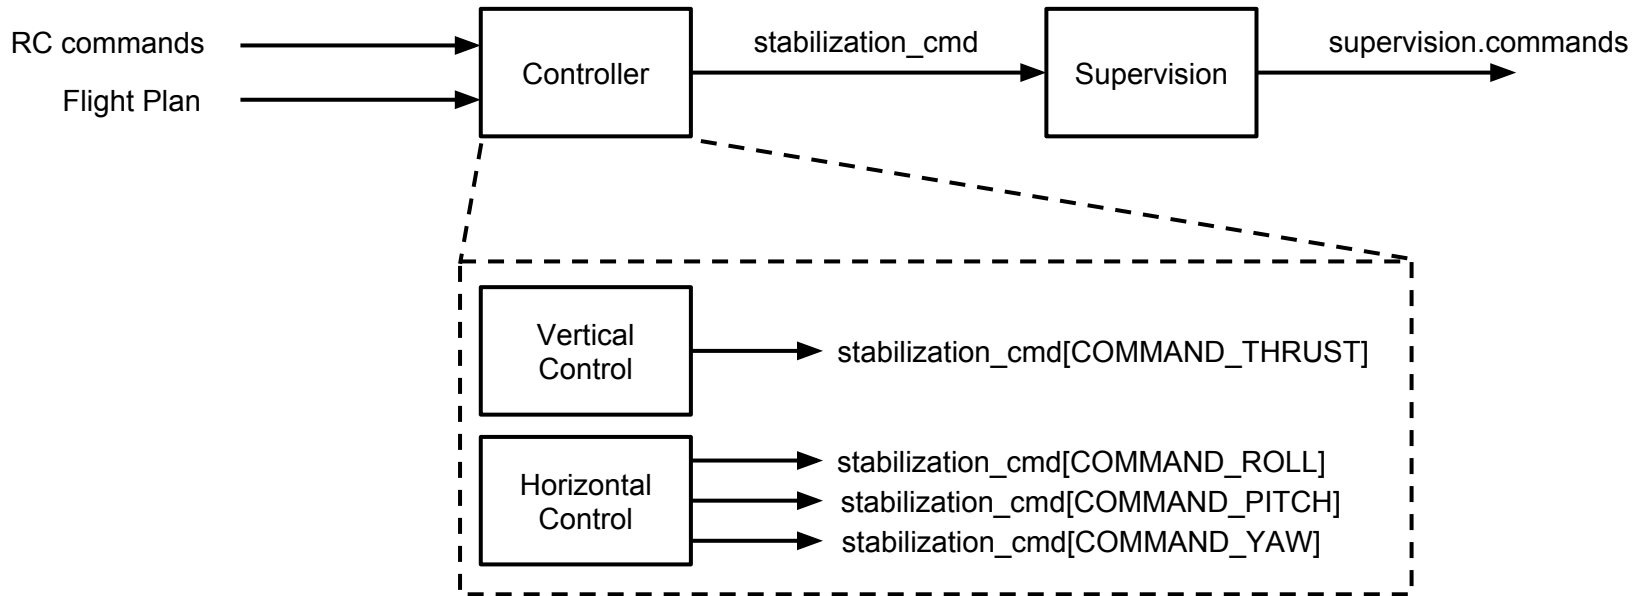 RC commands
Flight Plan
Controller
stabilization_cmd
Supervision
supervision.commands
Vertical
Control
stabilization_cmd[COMMAND_THRUST]
Horizontal
Control
stabilization_cmd[COMMAND_ROLL]
stabilization_cmd[COMMAND_PITCH]
stabilization_cmd[COMMAND_YAW]